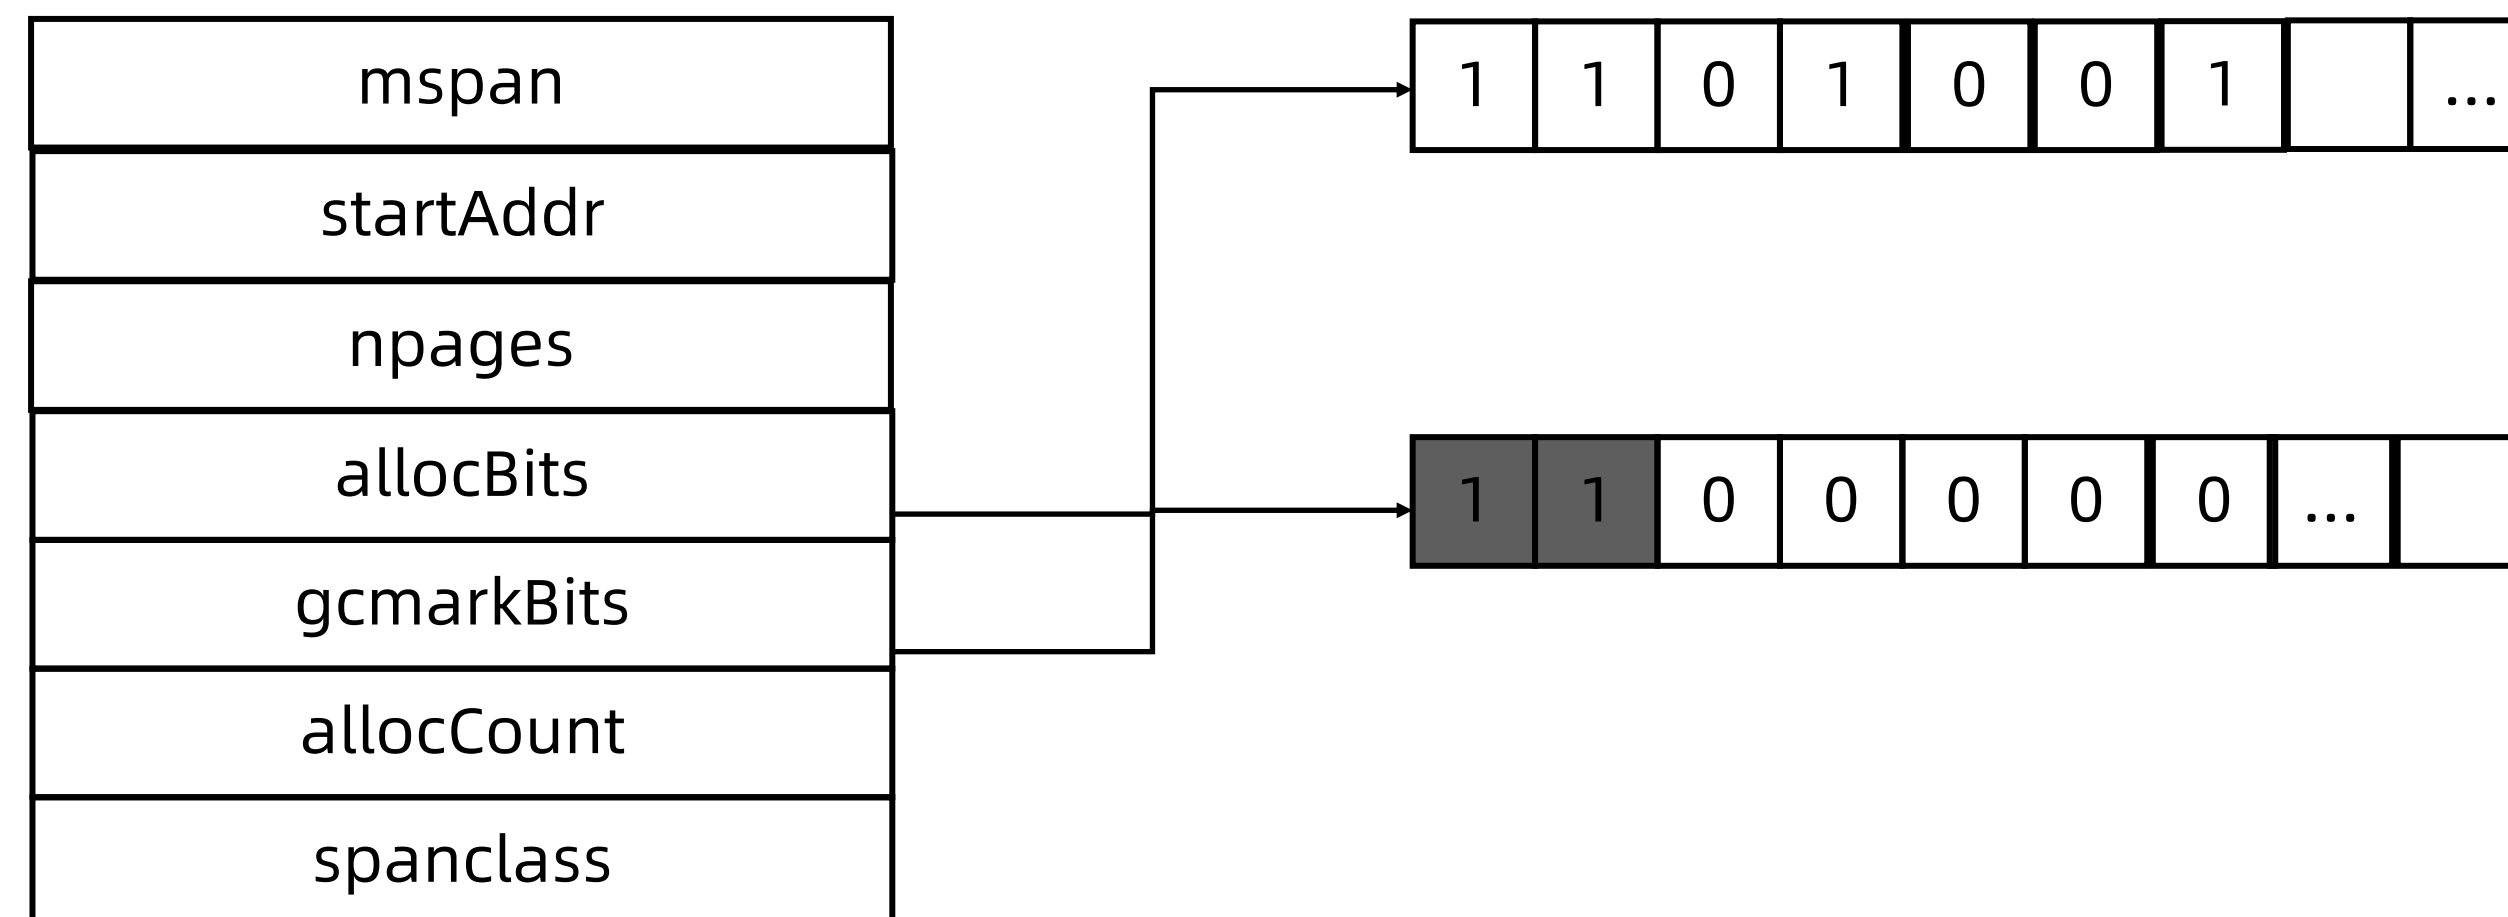 mspan
startAddr
npages
allocBits
gcmarkBits
allocCount
spanclass
1 1 0 1 0 0 1 ...
1 1 0 0 0 0 0 ...